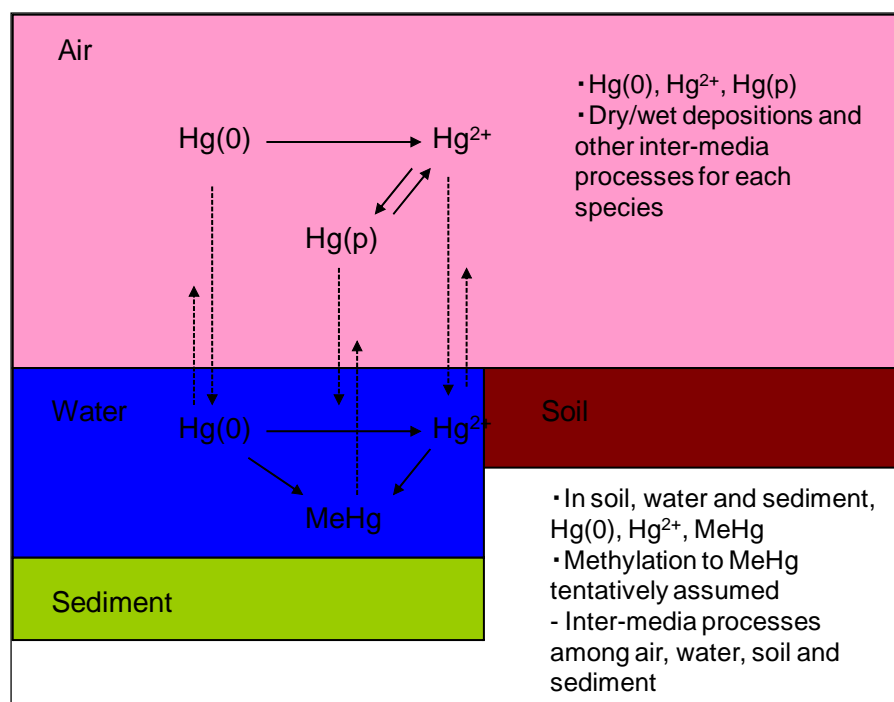 Air
Hg(0)
Hg²⁺
・Hg(0), Hg²⁺, Hg(p)
・Dry/wet depositions and
other inter-media
processes for each
species
Hg(p)
Water
Hg(0)
Hg²⁺
Soil
MeHg
Sediment
・In soil, water and sediment,
Hg(0), Hg²⁺, MeHg
・Methylation to MeHg
tentatively assumed
- Inter-media processes
among air, water, soil and
sediment